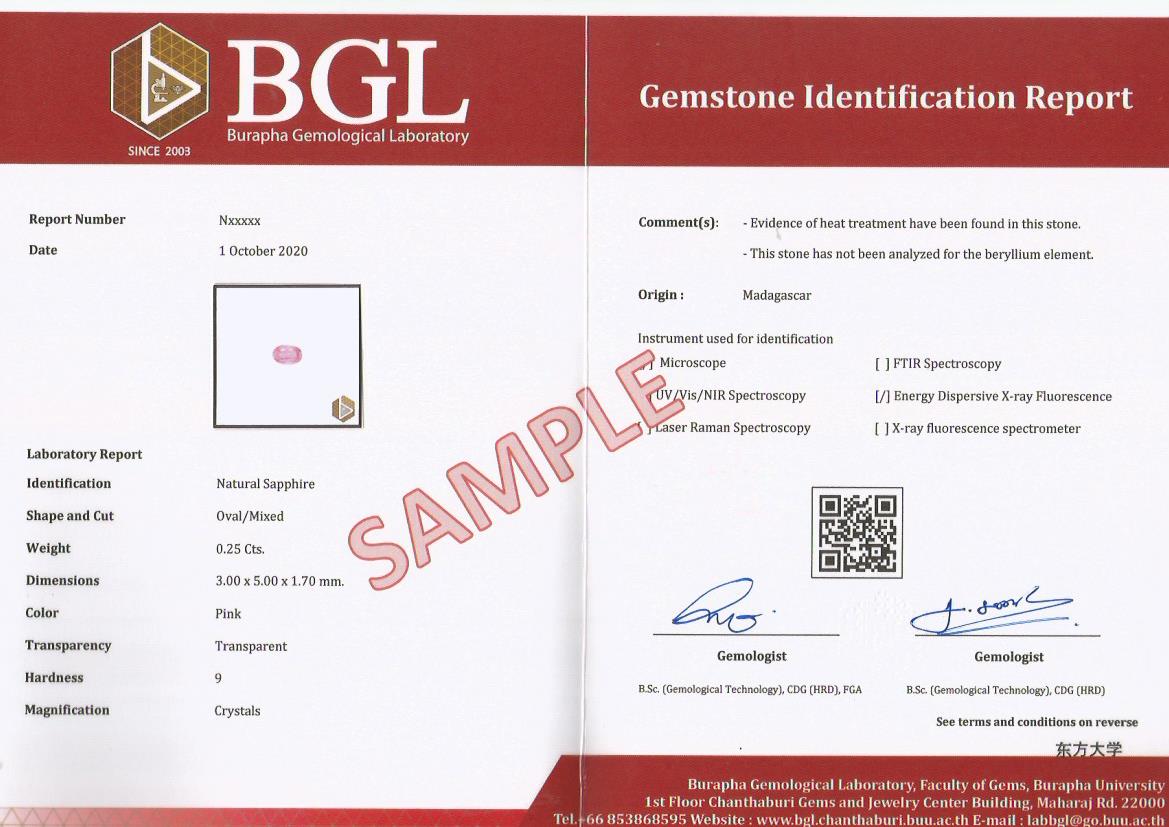 BGL
Burapha Gemological Laboratory
SINCE 2003
Report Number Nxxxxx
Date 1 October 2020
Laboratory Report
Identification Natural Sapphire
Shape and Cut Oval/Mixed
Weight 0.25 Cts.
Dimensions 3.00 x 5.00 x 1.70 mm.
Color Pink
Transparency Transparent
Hardness 9
Magnification Crystals
SAMPLE
Gemstone Identification Report
Comment(s): - Evidence of heat treatment have been found in this stone.
- This stone has not been analyzed for the beryllium element.
Origin : Madagascar
Instrument used for identification
Microscope [ ] FTIR Spectroscopy
UV/Vis/NIR Spectroscopy [/] Energy Dispersive X-ray Fluorescence
Laser Raman Spectroscopy [ ] X-ray fluorescence spectrometer
Gemologist Gemologist
B.Sc. (Gemological Technology), CDG (HRD), FGA B.Sc. (Gemological Technology), CDG (HRD)
See terms and conditions on reverse
东方大学
Burapha Gemological Laboratory, Faculty of Gems, Burapha University
1st Floor Chanthaburi Gems and Jewelry Center Building, Maharaj Rd. 22000
Tel.+66 853868595 Website : www.bgl.chanthaburi.buu.ac.th E-mail : labbgl@go.buu.ac.th